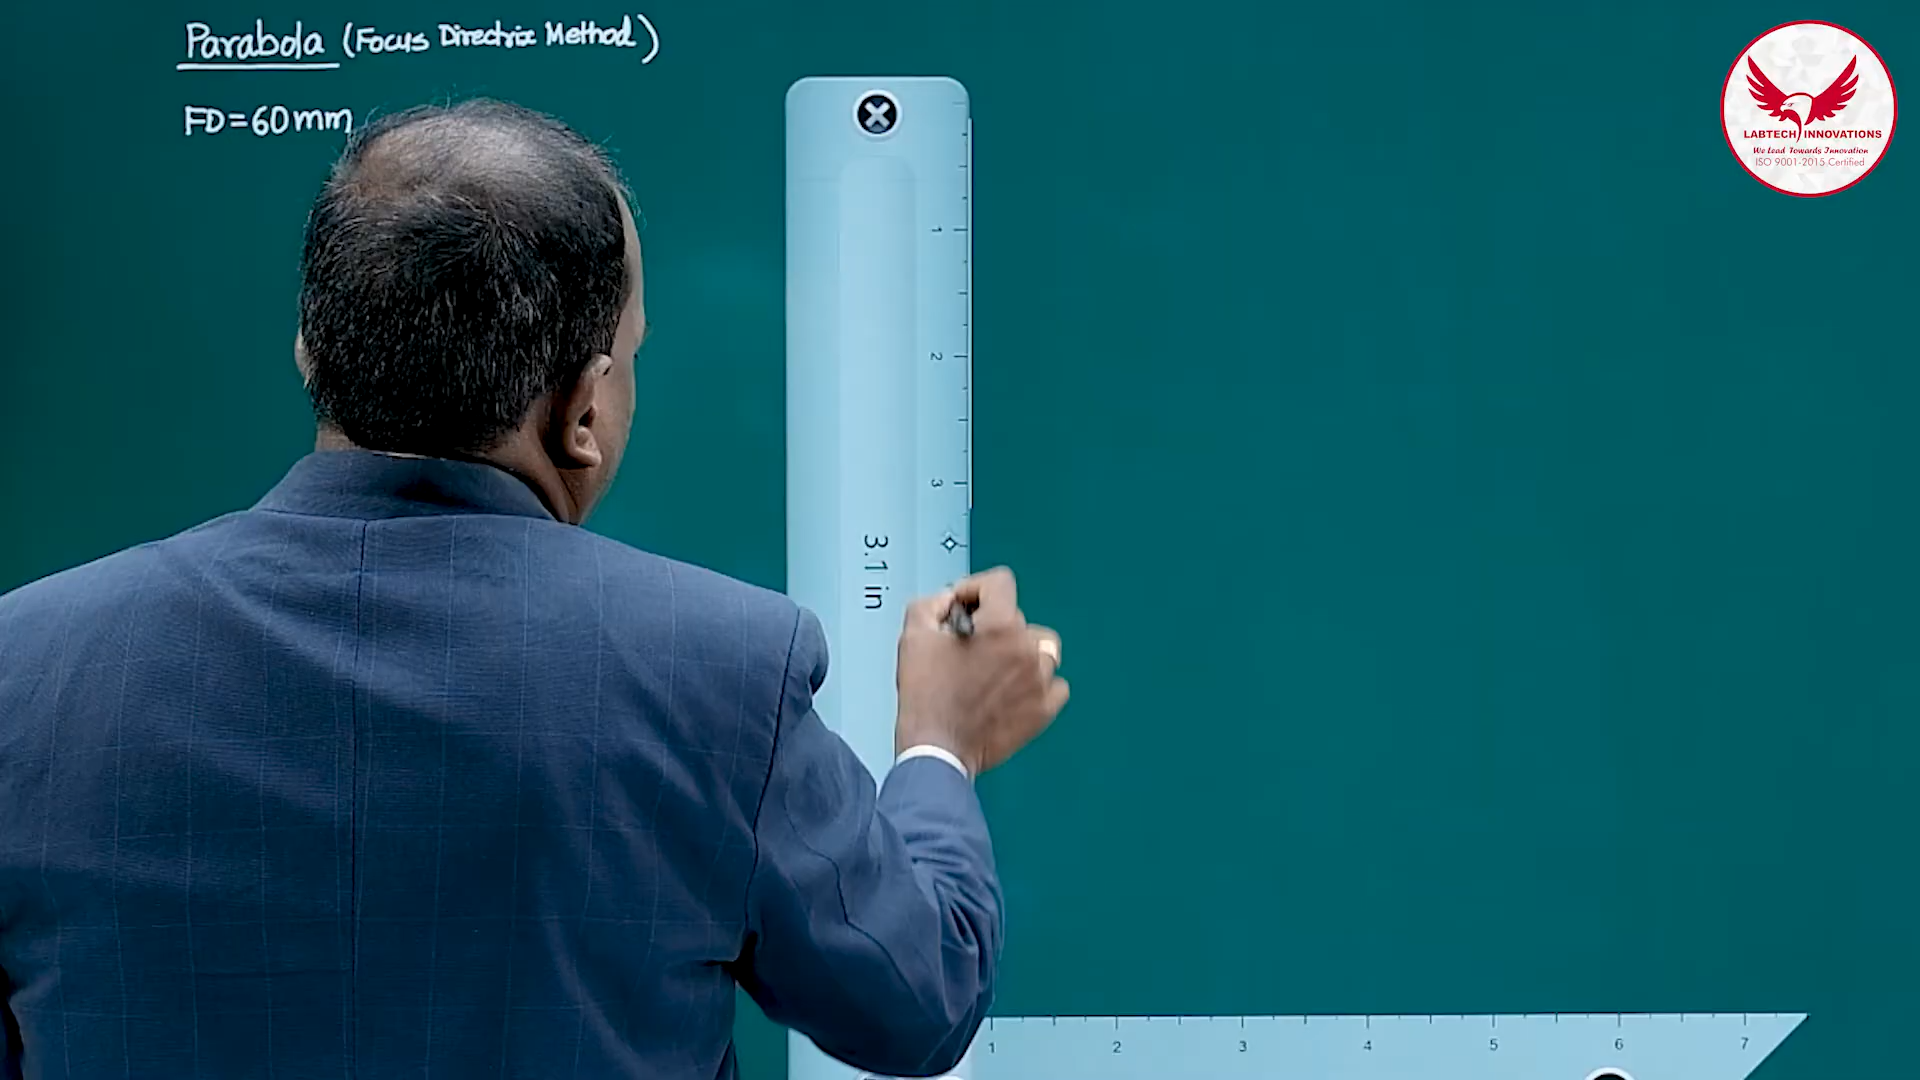 Parabola (Focus Directrix Method)
FD=60mm
LABTECH INNOVATIONS
We Lead Towards Innovation
ISO 9001-2015 Certified
1
2
3
3.1 in
1 2 3 4 5 6 7